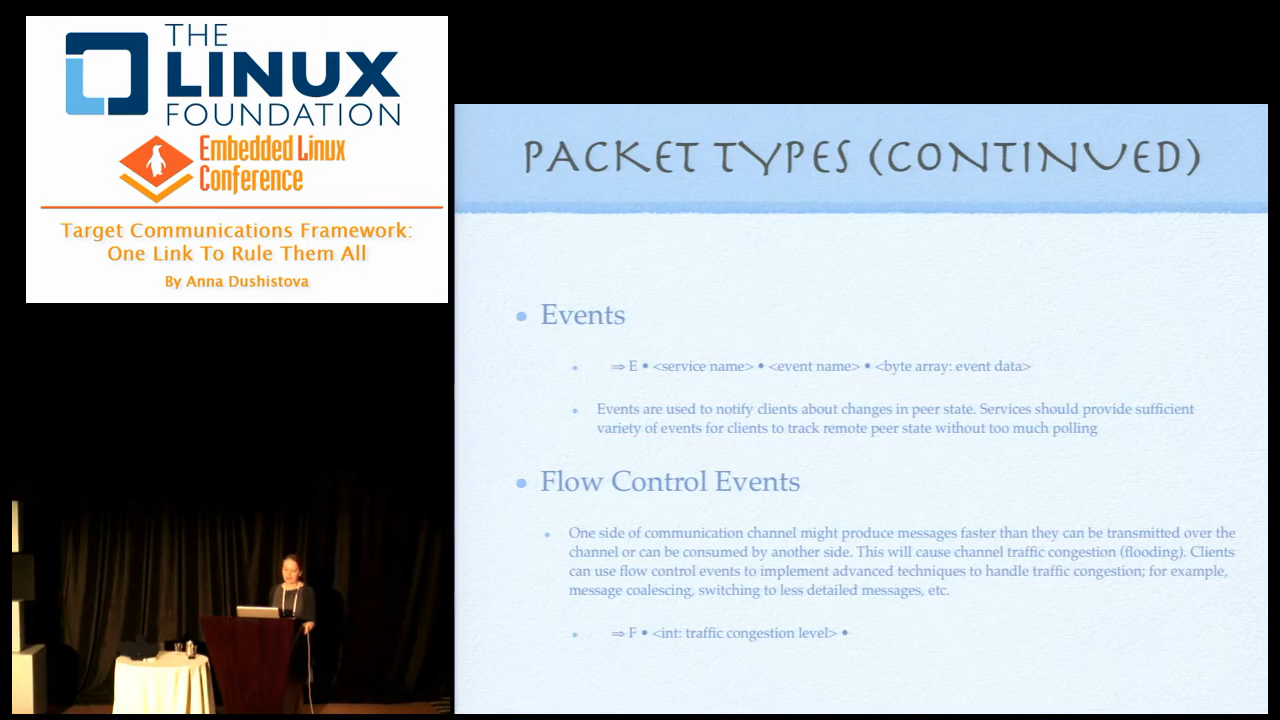 THE
LINUX
FOUNDATION
Embedded Linux
Conference
Target Communications Framework:
One Link To Rule Them All
By Anna Dushistova
PACKET TYPES (CONTINUED)
• Events
• ⇒ E • <service name> • <event name> • <byte array: event data>
• Events are used to notify clients about changes in peer state. Services should provide sufficient
variety of events for clients to track remote peer state without too much polling
• Flow Control Events
• One side of communication channel might produce messages faster than they can be transmitted over the
channel or can be consumed by another side. This will cause channel traffic congestion (flooding). Clients
can use flow control events to implement advanced techniques to handle traffic congestion; for example,
message coalescing, switching to less detailed messages, etc.
• ⇒ F • <int: traffic congestion level> •